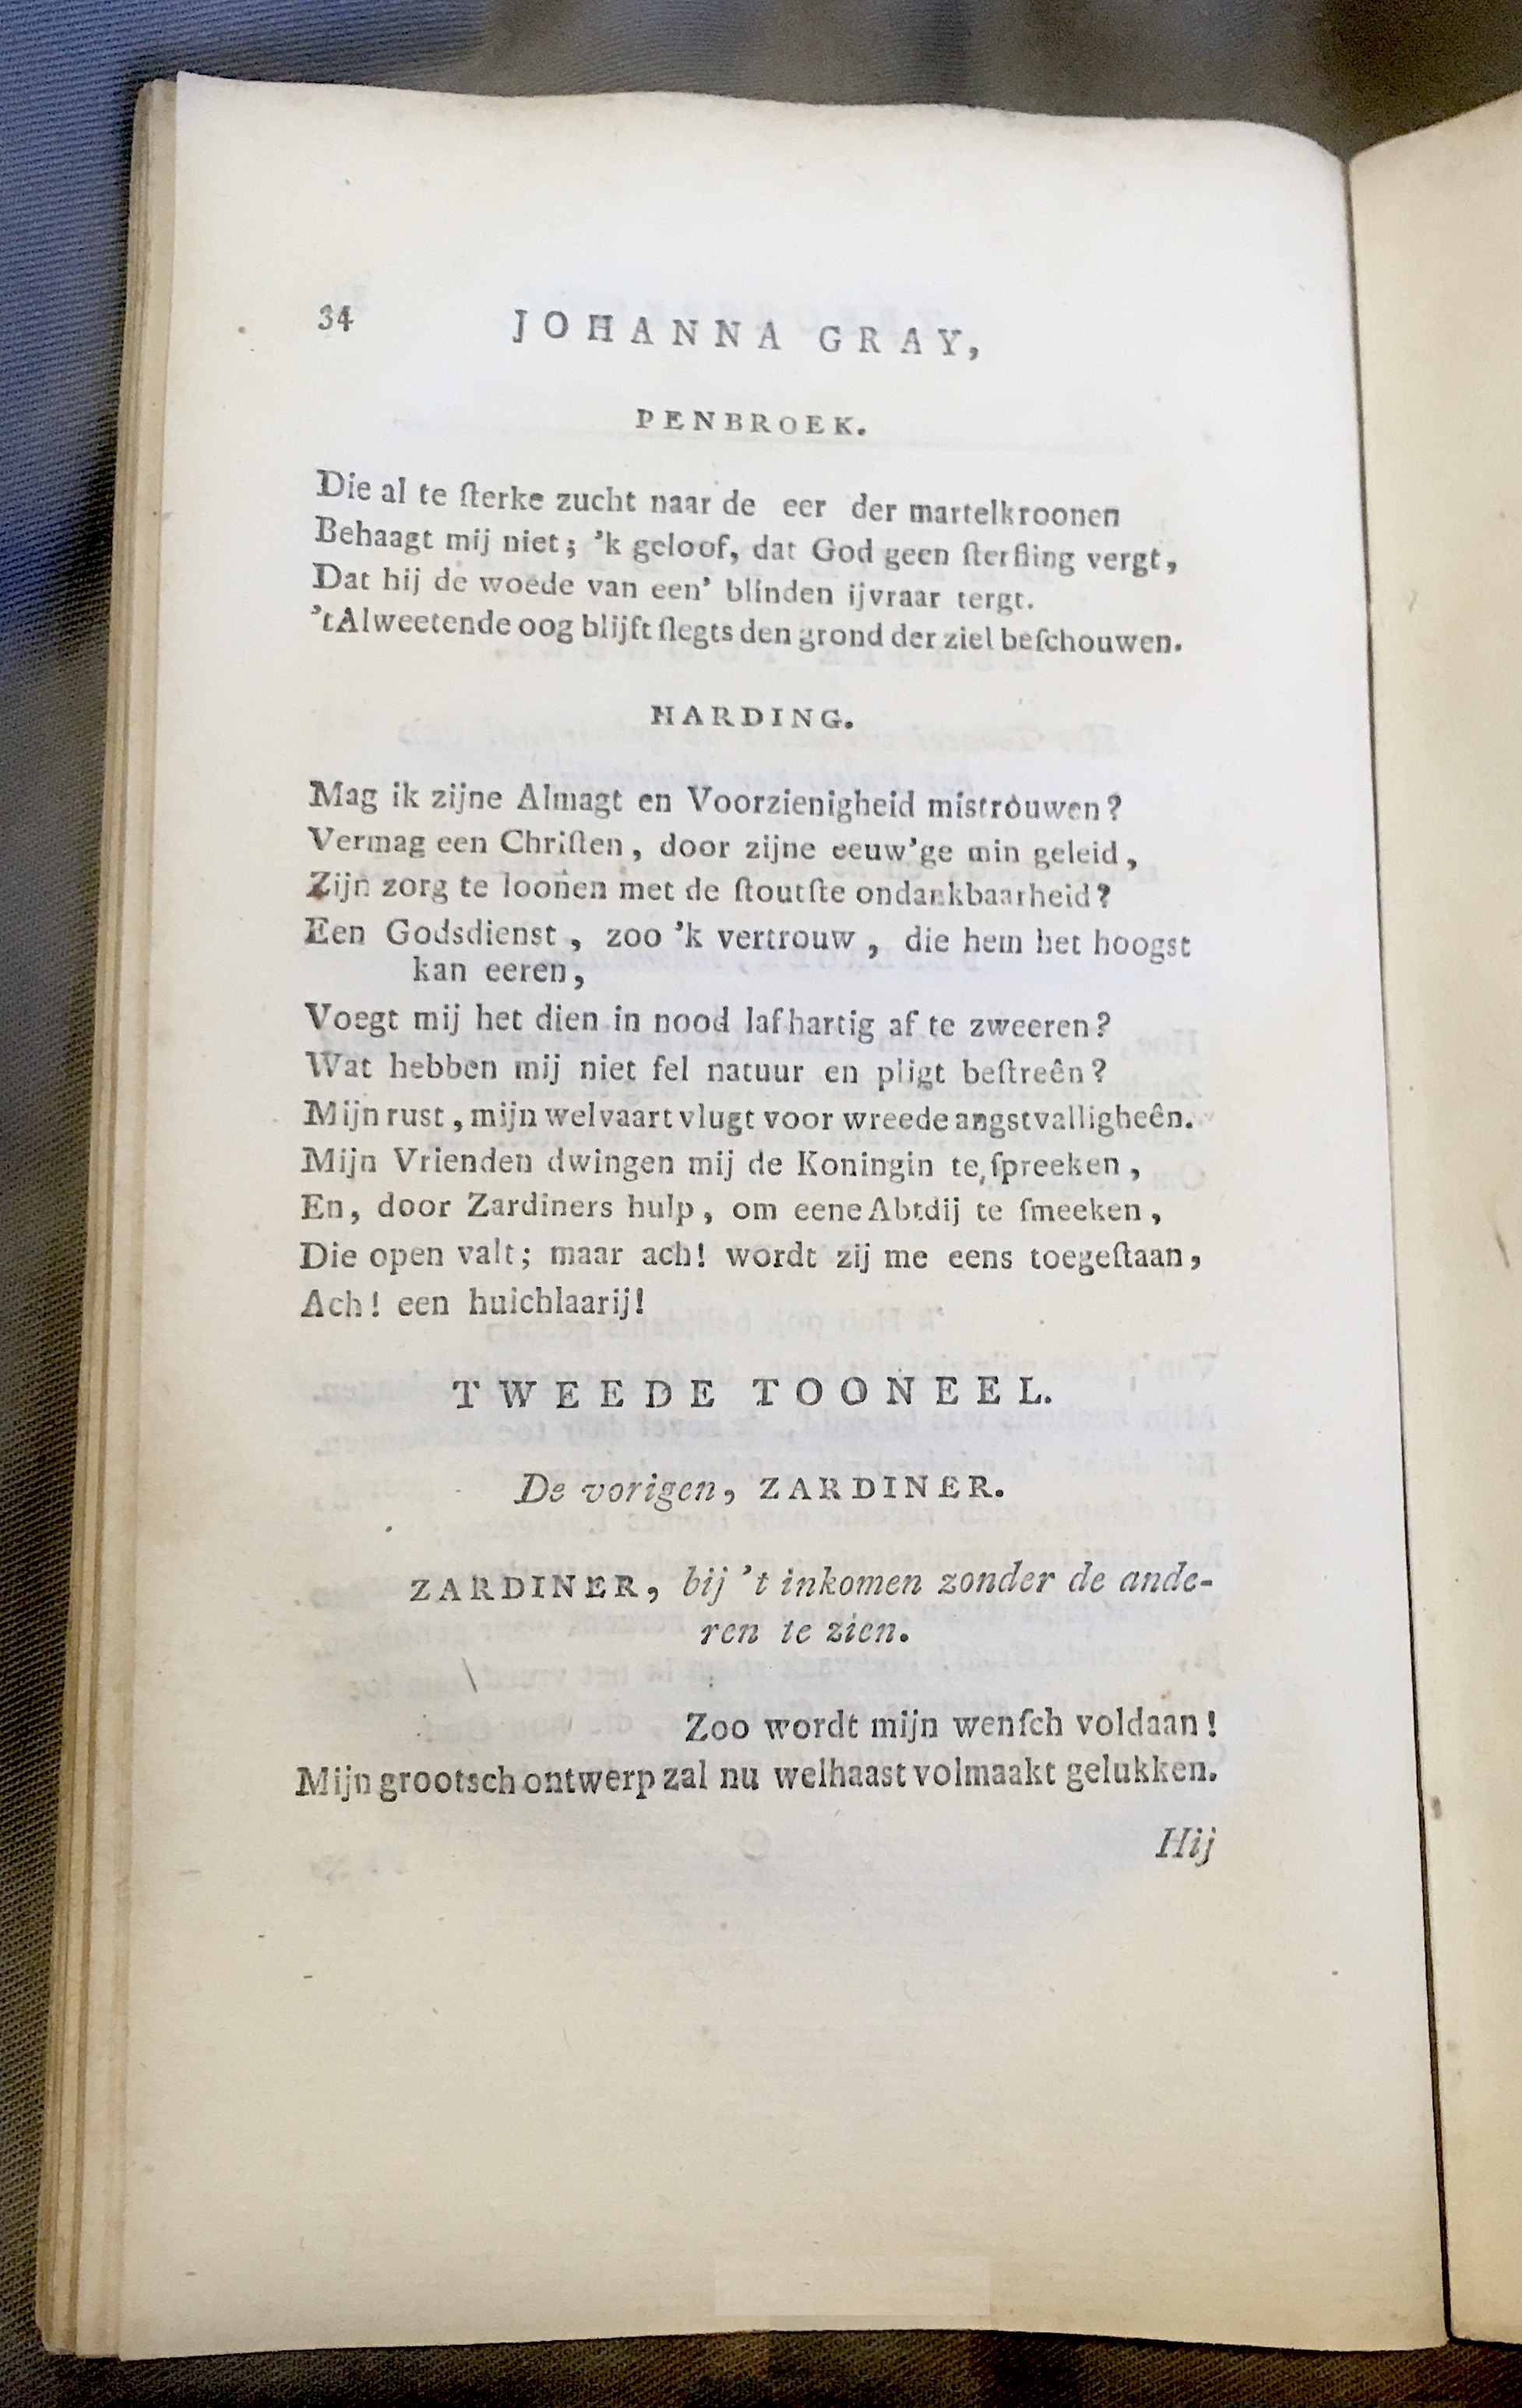 34
JOHANNA GRAY,
PENBROEK.
Die al te ſterke zucht naar de eer der martelkroonen
Behaagt mij niet; 'k geloof, dat God geen ſterfling vergt,
Dat hij de woede van een' blinden ijvraar tergt.
't Alweetende oog blijft ſlegts den grond der ziel beſchouwen.
HARDING.
Mag ik zijne Almagt en Voorzienigheid mistrouwen?
Vermag een Chriſten, door zijne eeuw'ge min geleid,
Zijn zorg te loonen met de ſtoutſte ondankbaarheid?
Een Godsdienst, zoo 'k vertrouw, die hem het hoogst
kan eeren,
Voegt mij het dien in nood lafhartig af te zweeren?
Wat hebben mij niet fel natuur en pligt beſtreên?
Mijn rust, mijn welvaart vlugt voor wreede angstvalligheên.
Mijn Vrienden dwingen mij de Koningin te ſpreeken,
En, door Zardiners hulp, om eene Abtdij te ſmeeken,
Die open valt; maar ach! wordt zij me eens toegeſtaan,
Ach! een huichlaarij!
TWEEDE TOONEEL.
De vorigen, ZARDINER.
ZARDINER, bij 't inkomen zonder de ande-
ren te zien.
Zoo wordt mijn wenſch voldaan!
Mijn grootsch ontwerp zal nu welhaast volmaakt gelukken.
Hij